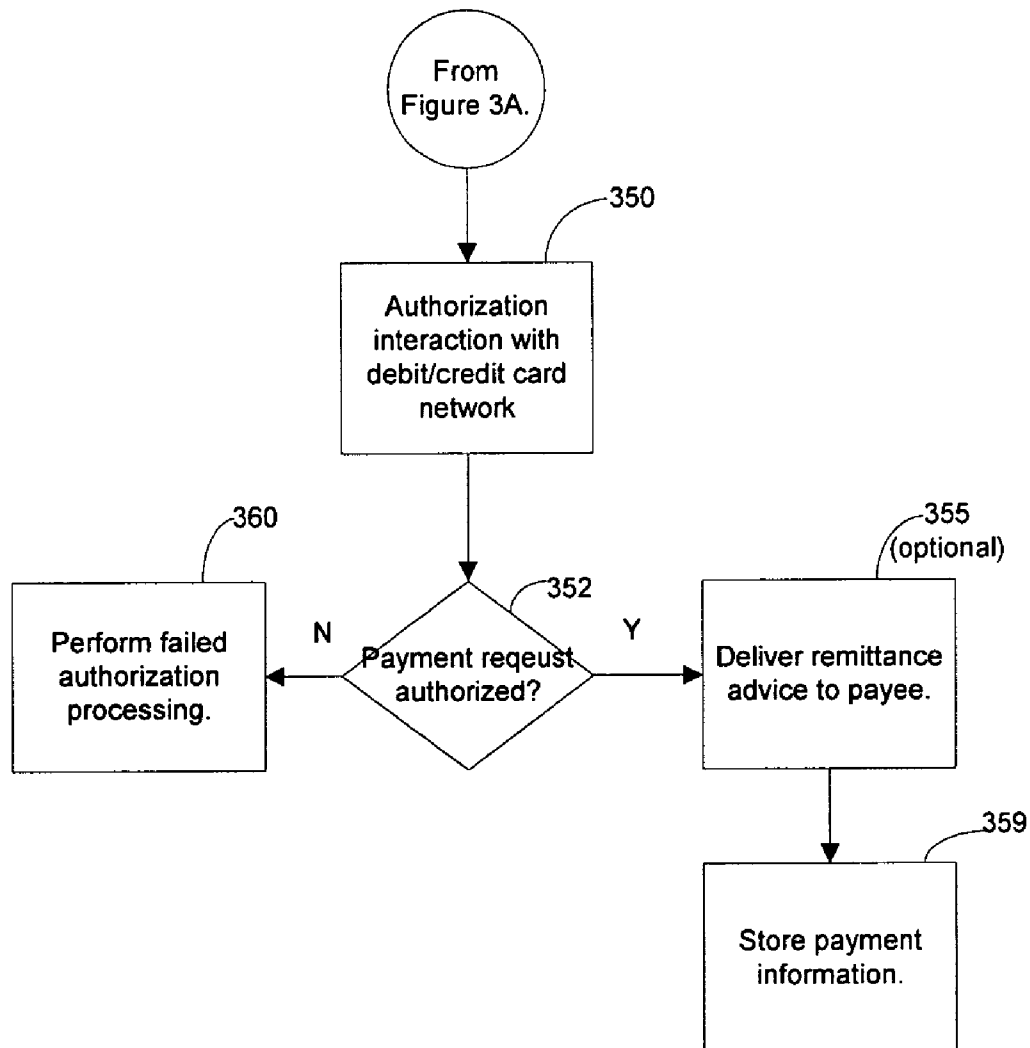 From
Figure 3A.
350
Authorization
interaction with
debit/credit card
network
360
352
355
(optional)
N
Y
Perform failed
authorization
processing.
Payment reqeust
authorized?
Deliver remittance
advice to payee.
359
Store payment
information.